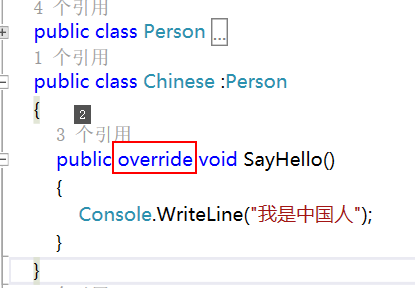 4 个引用
public class Person ...
1 个引用
public class Chinese :Person
{
2
3 个引用
public override void SayHello()
{
Console.WriteLine("我是中国人");
}
}